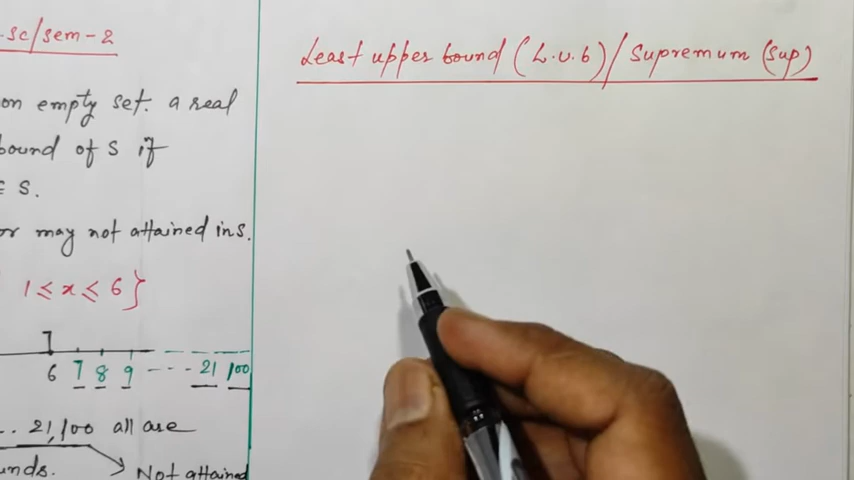 sc/sem-2
on empty set. a real
bound of S if
∈ S.
or may not attained in s.
1 ≤ x ≤ 6}
]
6 7 8 9 --- 21 100
.. 21,100 all are
unds. Not attained
Least upper bound (L.u.b)/Supremum (Sup)